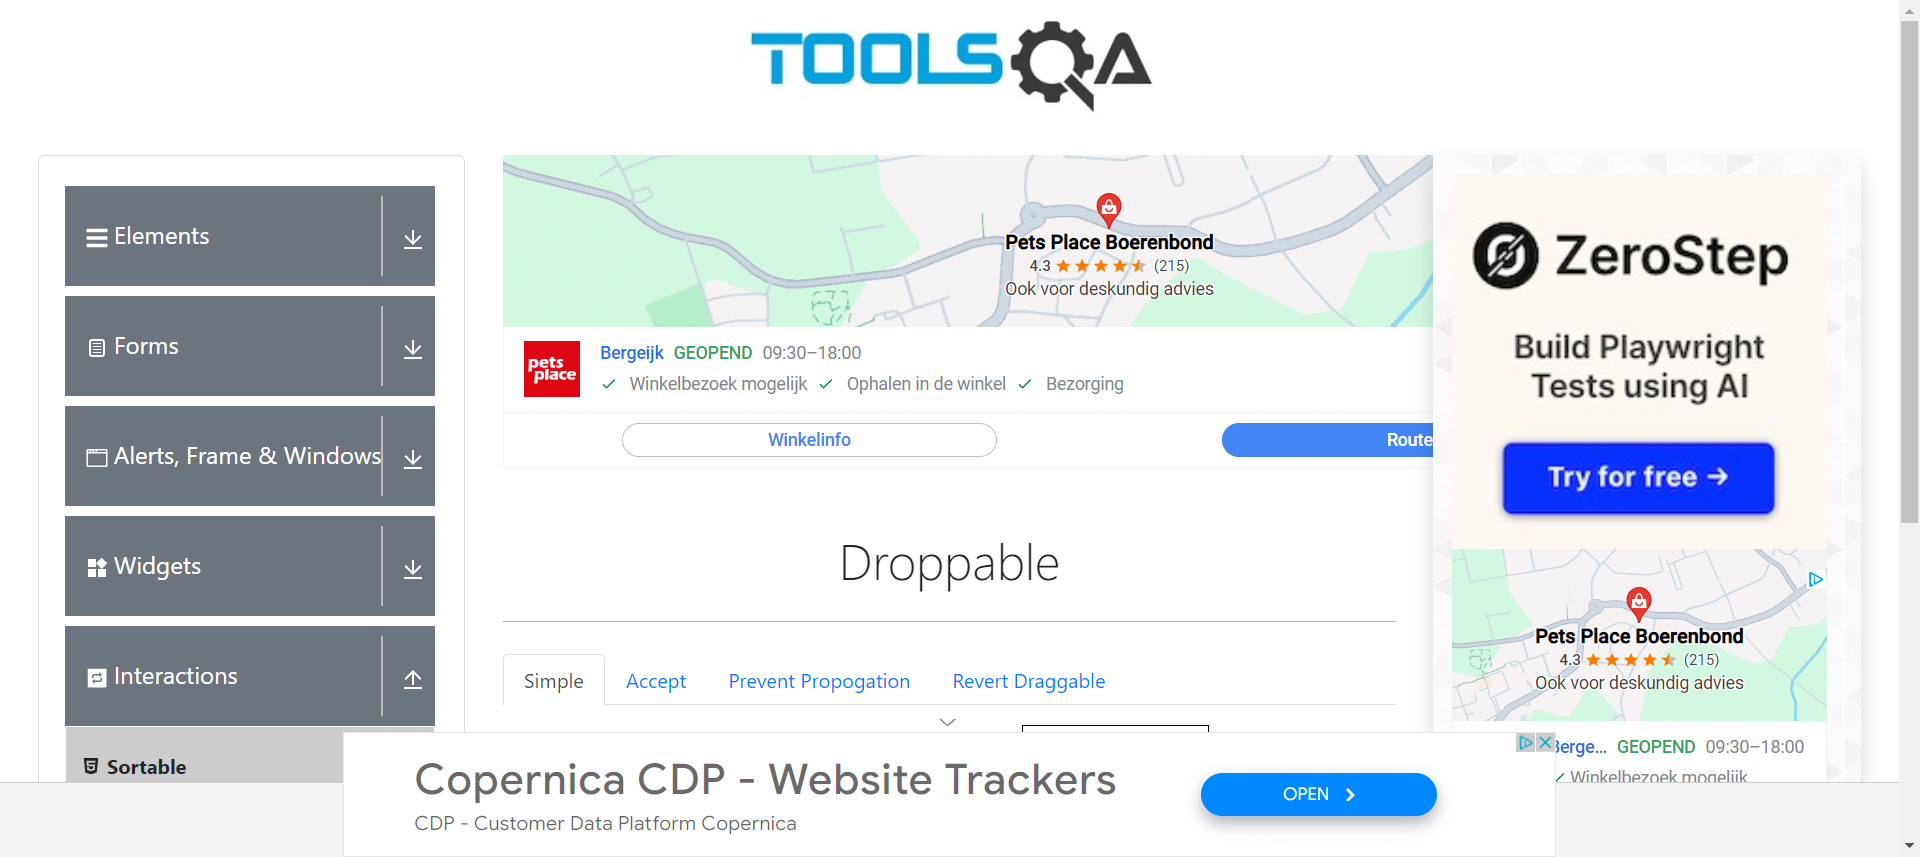 TOOLSQA
Elements
Forms
Alerts, Frame & Windows
Widgets
Interactions
Sortable
Pets Place Boerenbond
4.3 (215)
Ook voor deskundig advies
pets
place
Bergeijk GEOPEND 09:30–18:00
Winkelbezoek mogelijk Ophalen in de winkel Bezorging
Winkelinfo
Route
Droppable
Simple Accept Prevent Propogation Revert Draggable
ZeroStep
Build Playwright
Tests using AI
Try for free →
Pets Place Boerenbond
4.3 (215)
Ook voor deskundig advies
Berge... GEOPEND 09:30–18:00
Winkelbezoek mogelijk
Copernica CDP - Website Trackers
CDP - Customer Data Platform Copernica
OPEN